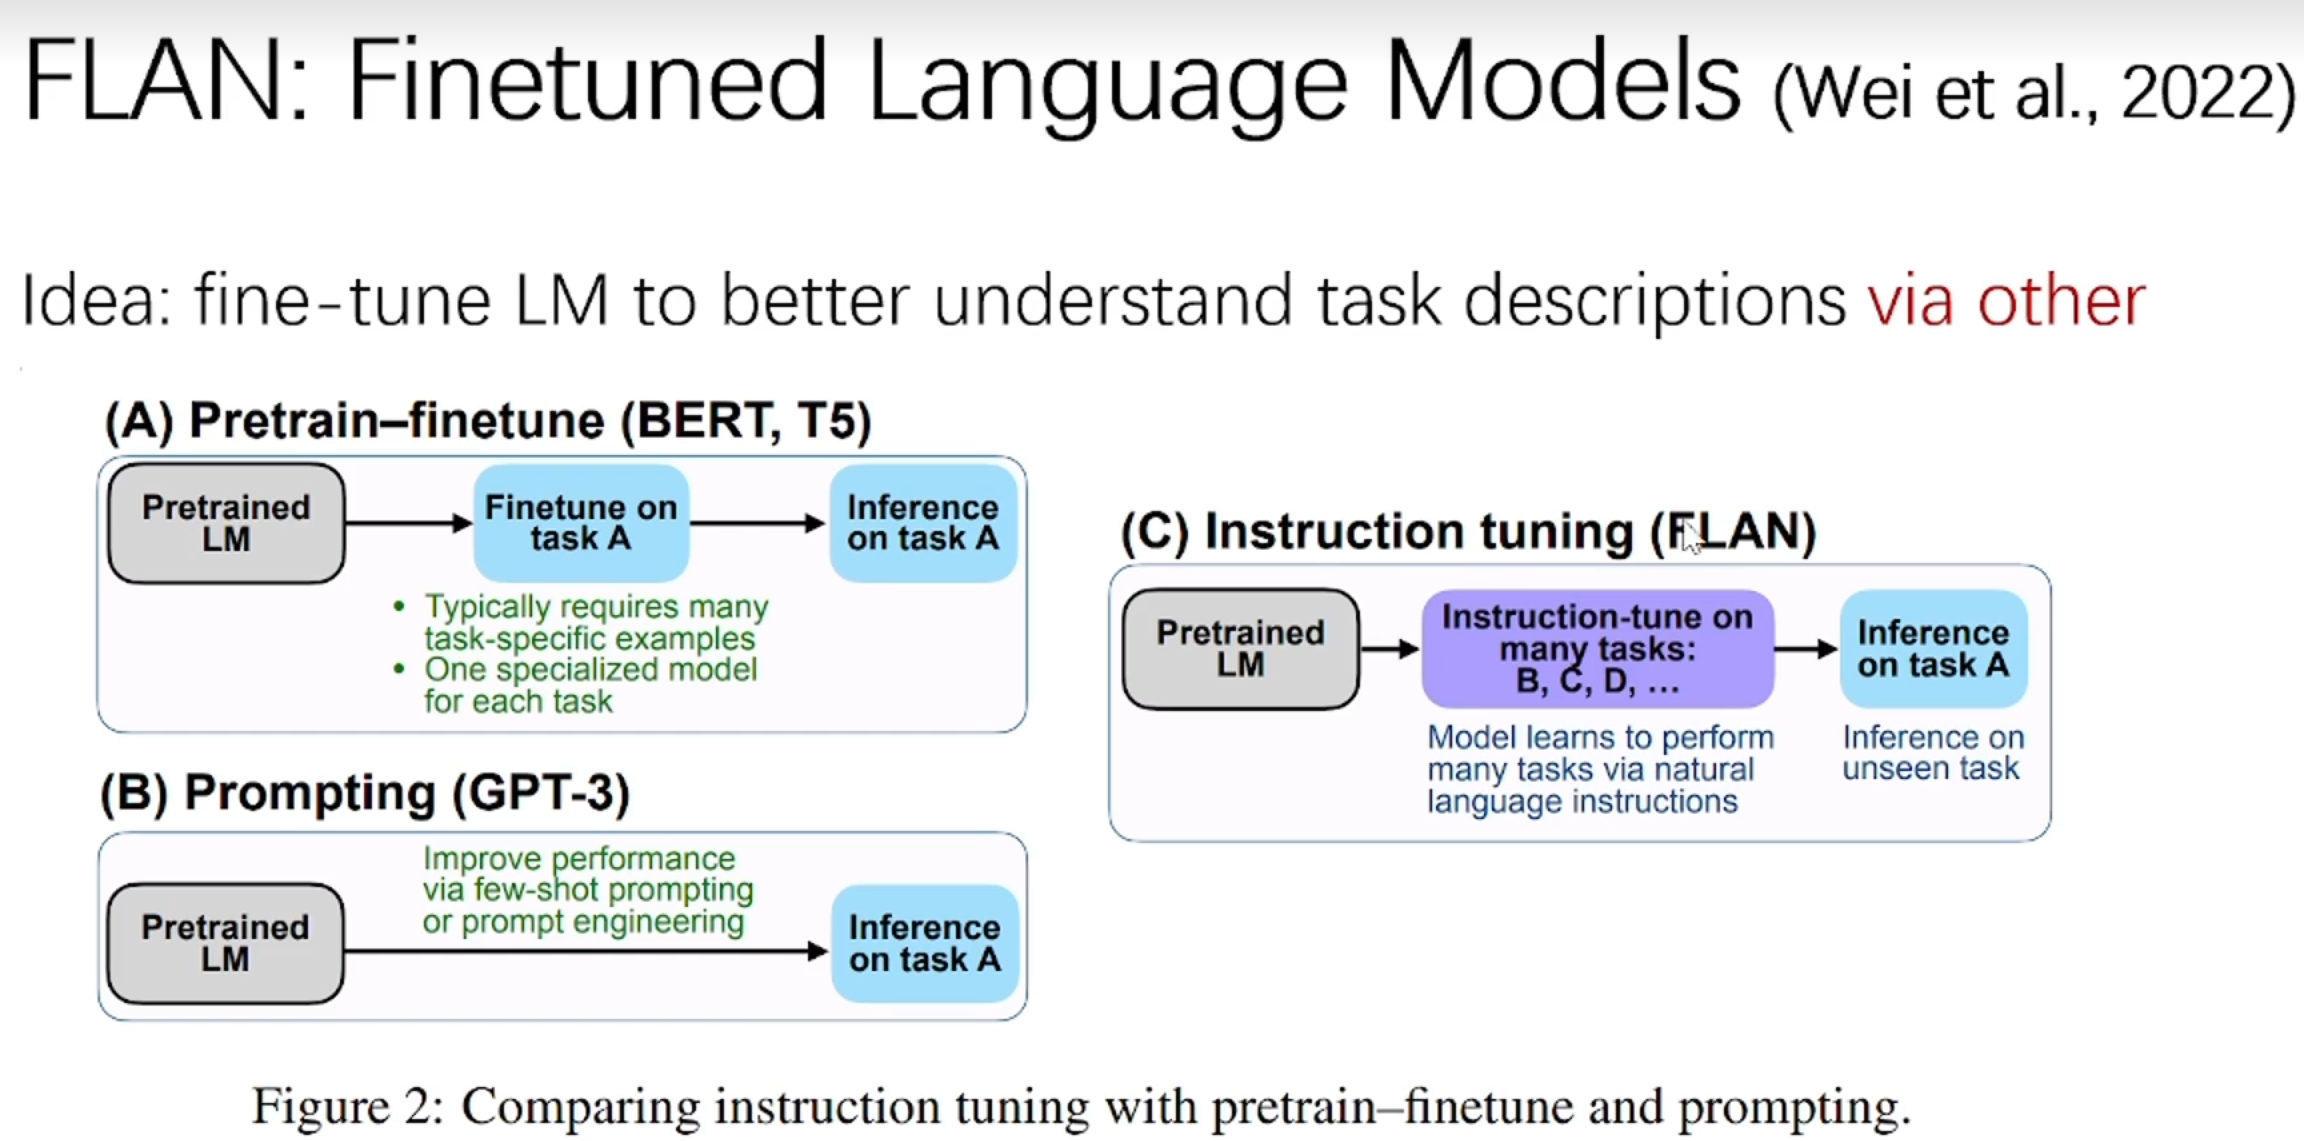 FLAN: Finetuned Language Models (Wei et al., 2022)
Idea: fine-tune LM to better understand task descriptions via other
(A) Pretrain–finetune (BERT, T5)
Pretrained
LM
Finetune on
task A
Inference
on task A
• Typically requires many
task-specific examples
• One specialized model
for each task
(B) Prompting (GPT-3)
Pretrained
LM
Improve performance
via few-shot prompting
or prompt engineering
Inference
on task A
(C) Instruction tuning (FLAN)
Pretrained
LM
Instruction-tune on
many tasks:
B, C, D, ...
Inference
on task A
Model learns to perform
many tasks via natural
language instructions
Inference on
unseen task
Figure 2: Comparing instruction tuning with pretrain–finetune and prompting.